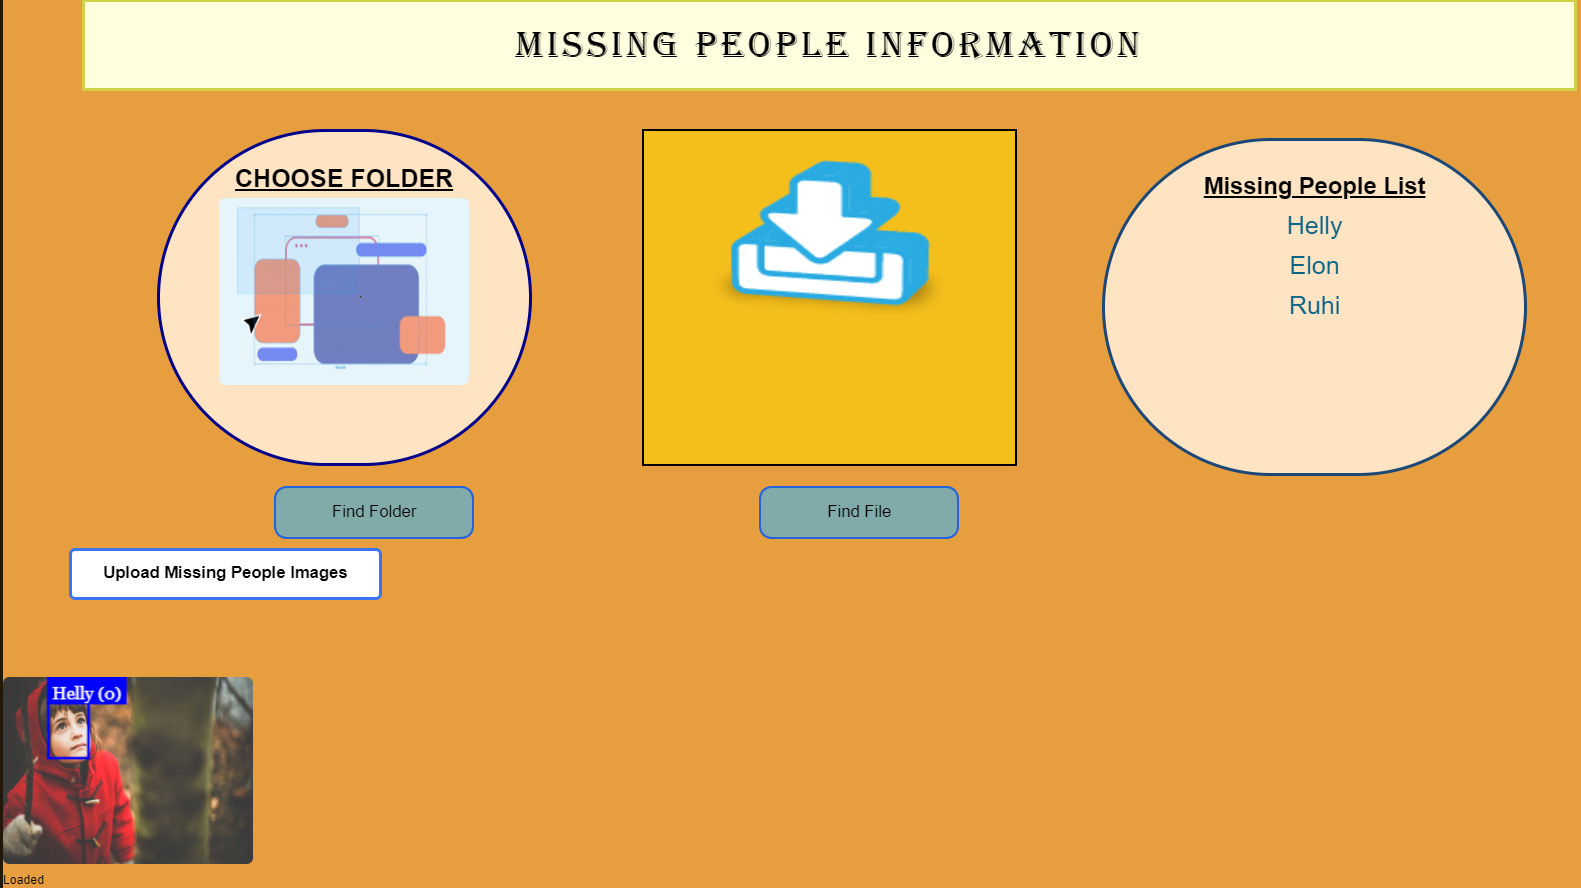 MISSING PEOPLE INFORMATION
CHOOSE FOLDER
Missing People List
Helly
Elon
Ruhi
Find Folder
Find File
Upload Missing People Images
Helly (0)
Loaded